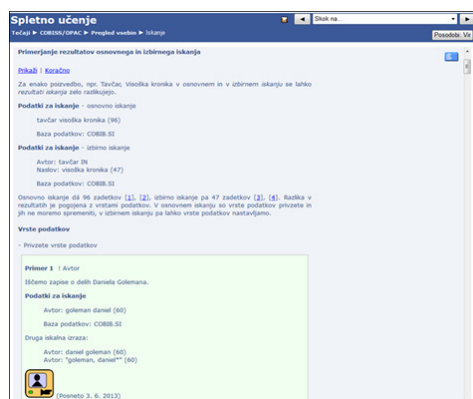 Spletno učenje
Skok na...
Tečaji ► COBISS/OPAC ► Pregled vsebin ► Iskanje
Posodobi. Vir
Primerjanje rezultatov osnovnega in izbirnega iskanja
Prikaži | Koračno
Za enako poizvedbo, npr. Tavčar, Visoška kronika v osnovnem in v izbirnem iskanju se lahko
rezultati iskanja zelo razlikujejo.
Podatki za iskanje - osnovno iskanje
tavčar visoška kronika (96)
Baza podatkov: COBIB.SI
Podatki za iskanje - izbirno iskanje
Avtor: tavčar IN
Naslov: visoška kronika (47)
Baza podatkov: COBIB.SI
Osnovno iskanje dá 96 zadetkov [1], [2], izbirno iskanje pa 47 zadetkov [3], [4]. Razlika v
rezultatih je pogojena z vrstami podatkov. V osnovnem iskanju so vrste podatkov privzete in
jih ne moremo spremeniti, v izbirnem iskanju pa lahko vrste podatkov nastavljamo.
Vrste podatkov
- Privzete vrste podatkov
Primer 1 ! Avtor
Iščemo zapise o delih Daniela Golemana.
Podatki za iskanje
Avtor: goleman daniel (60)
Baza podatkov: COBIB.SI
Druga iskalna izraza:
Avtor: daniel goleman (60)
Avtor: "goleman, daniel*" (60)
(Posneto 3. 6. 2013)